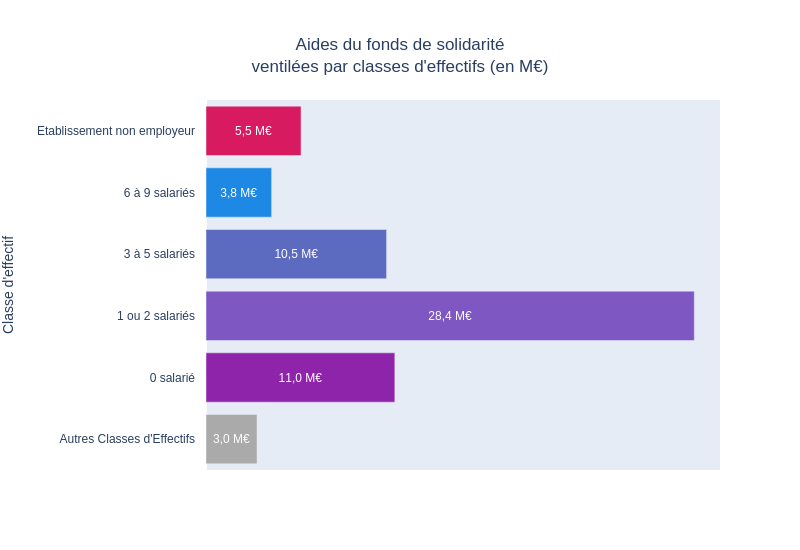 Aides du fonds de solidarité
ventilées par classes d'effectifs (en M€)
Classe d'effectif
Etablissement non employeur
5,5 M€
6 à 9 salariés
3,8 M€
3 à 5 salariés
10,5 M€
1 ou 2 salariés
28,4 M€
0 salarié
11,0 M€
Autres Classes d'Effectifs
3,0 M€